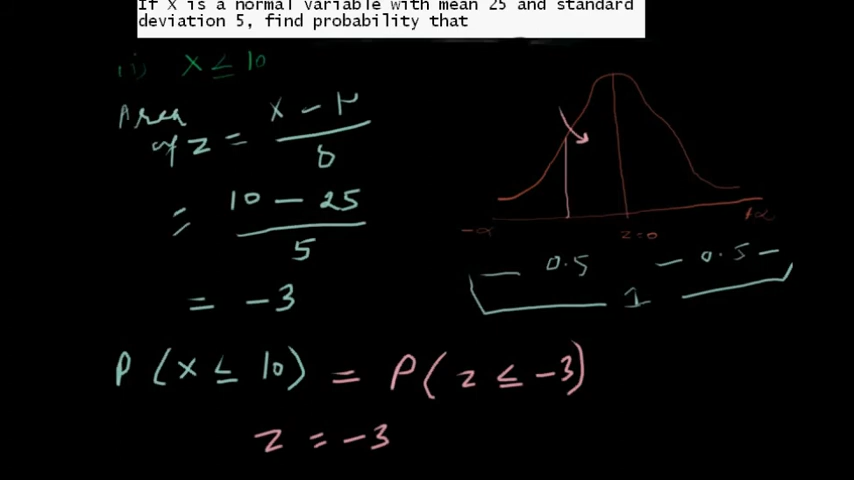 If X is a normal variable with mean 25 and standard
deviation 5, find probability that
(i) X ≤ 10
Area
of z = x - μ / σ
= 10 - 25 / 5
= -3
-∝ z=0 +∝
0.5 0.5
1
P (x ≤ 10) = P(z ≤ -3)
z = -3